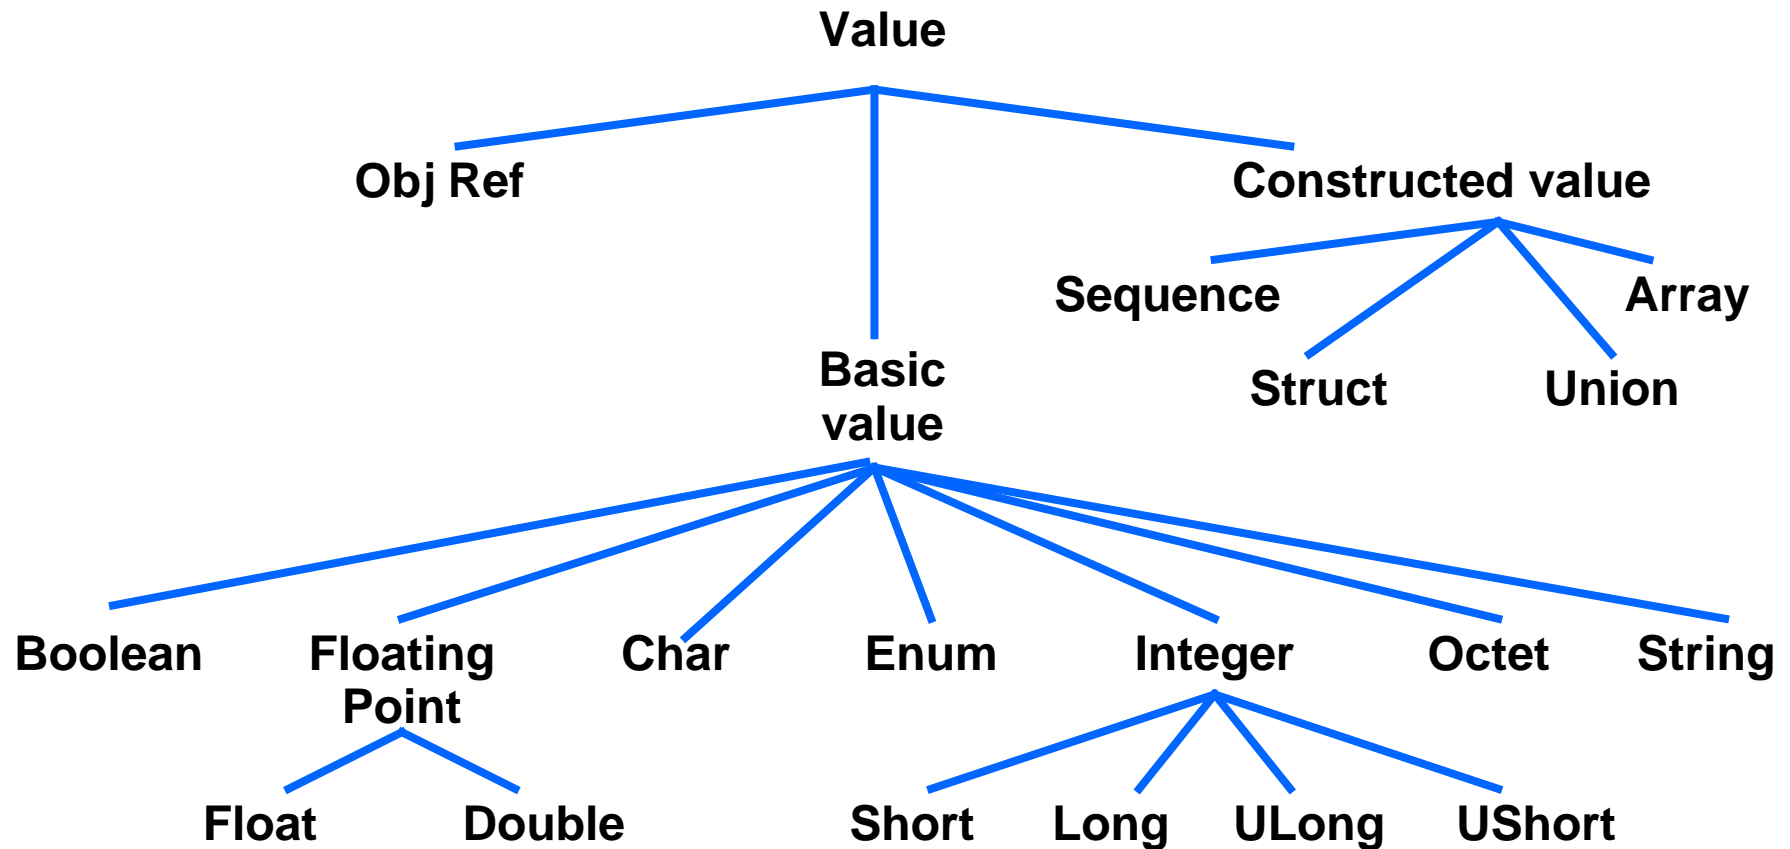 Value
Obj Ref
Constructed value
Sequence
Array
Struct
Union
Basic
value
Boolean
Floating
Point
Char
Enum
Integer
Octet
String
Float
Double
Short
Long
ULong
UShort